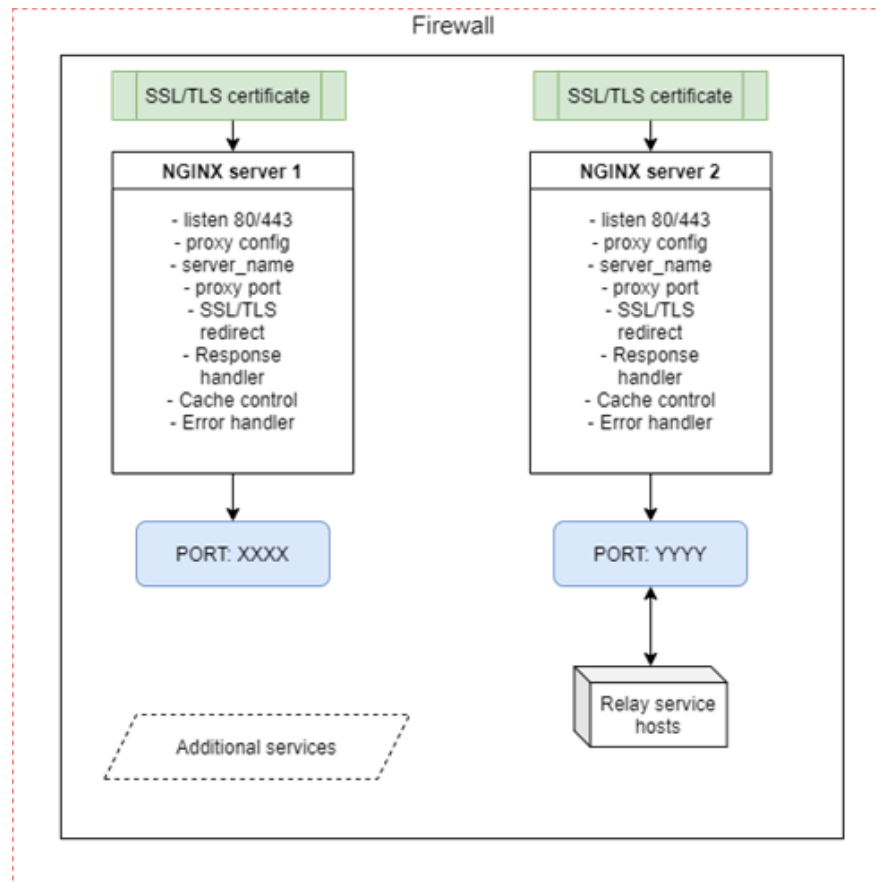 Firewall
SSL/TLS certificate
NGINX server 1
- listen 80/443
- proxy config
- server_name
- proxy port
- SSL/TLS
redirect
- Response
handler
- Cache control
- Error handler
PORT: XXXX
Additional services
SSL/TLS certificate
NGINX server 2
- listen 80/443
- proxy config
- server_name
- proxy port
- SSL/TLS
redirect
- Response
handler
- Cache control
- Error handler
PORT: YYYY
Relay service
hosts